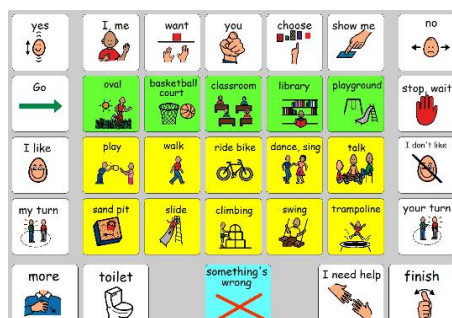 yes
I, me
want
you
choose
show me
no
Go
oval
basketball
court
classroom
library
playground
stop, wait
I like
play
walk
ride bike
dance, sing
talk
I don't like
my turn
sand pit
slide
climbing
swing
trampoline
your turn
more
toilet
something's
wrong
I need help
finish